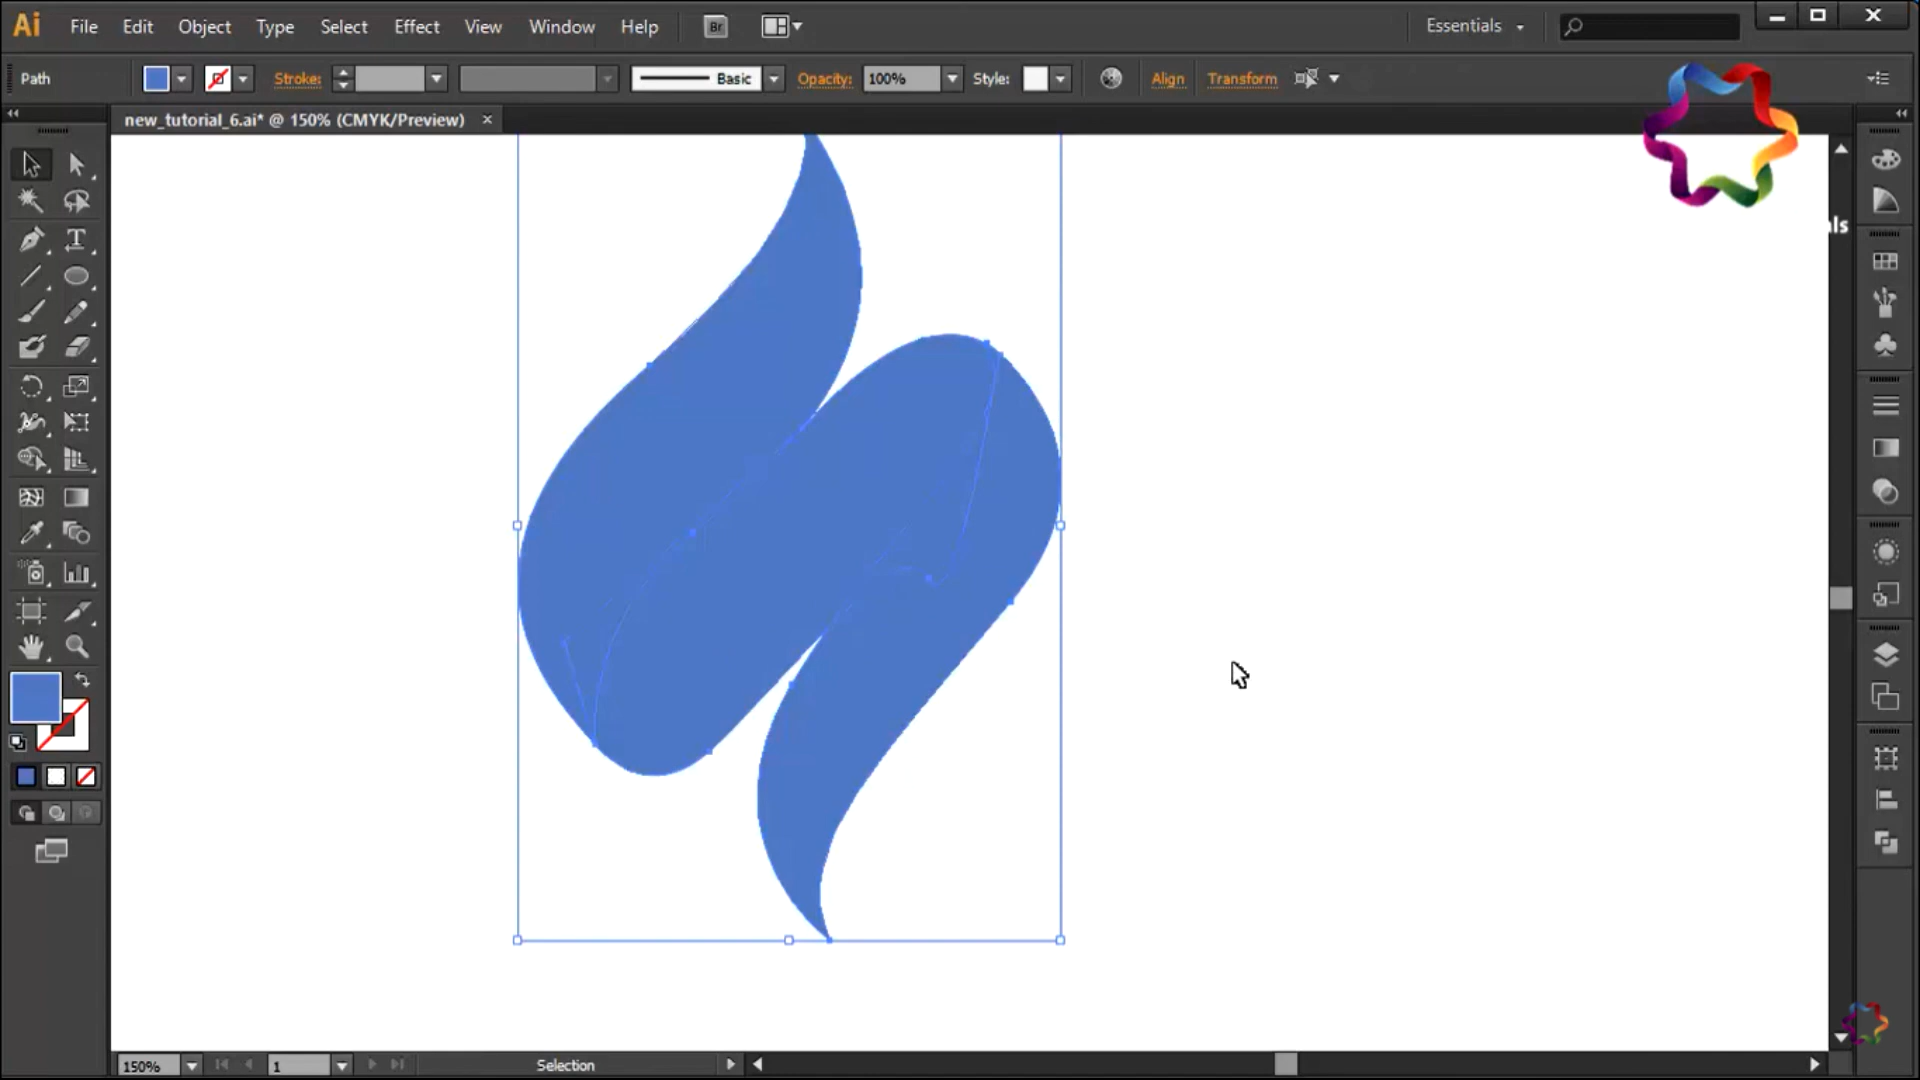 Ai File Edit Object Type Select Effect View Window Help Br Essentials
Path Stroke: Basic Opacity: 100% Style: Align Transform
new_tutorial_6.ai* @ 150% (CMYK/Preview) ×
als
T
150% 1 Selection